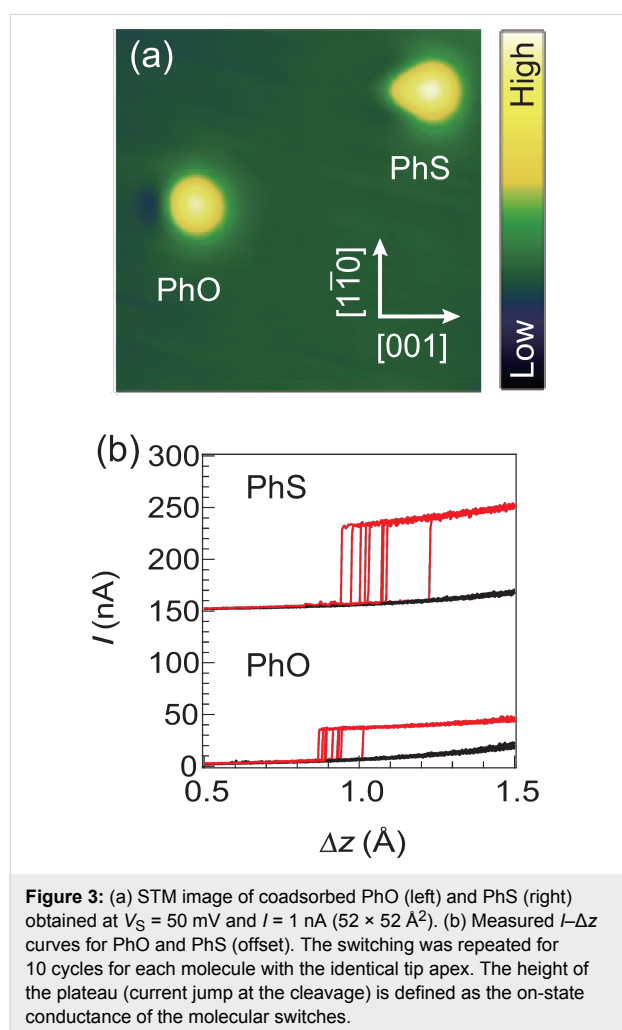 (a)
PhS
PhO
[11̄0]
[001]
High
Low
(b)
300
250
200
150
100
50
0
I (nA)
PhS
PhO
0.5
1.0
1.5
Δz (Å)
Figure 3: (a) STM image of coadsorbed PhO (left) and PhS (right)
obtained at VS = 50 mV and I = 1 nA (52 × 52 Å²). (b) Measured I–Δz
curves for PhO and PhS (offset). The switching was repeated for
10 cycles for each molecule with the identical tip apex. The height of
the plateau (current jump at the cleavage) is defined as the on-state
conductance of the molecular switches.